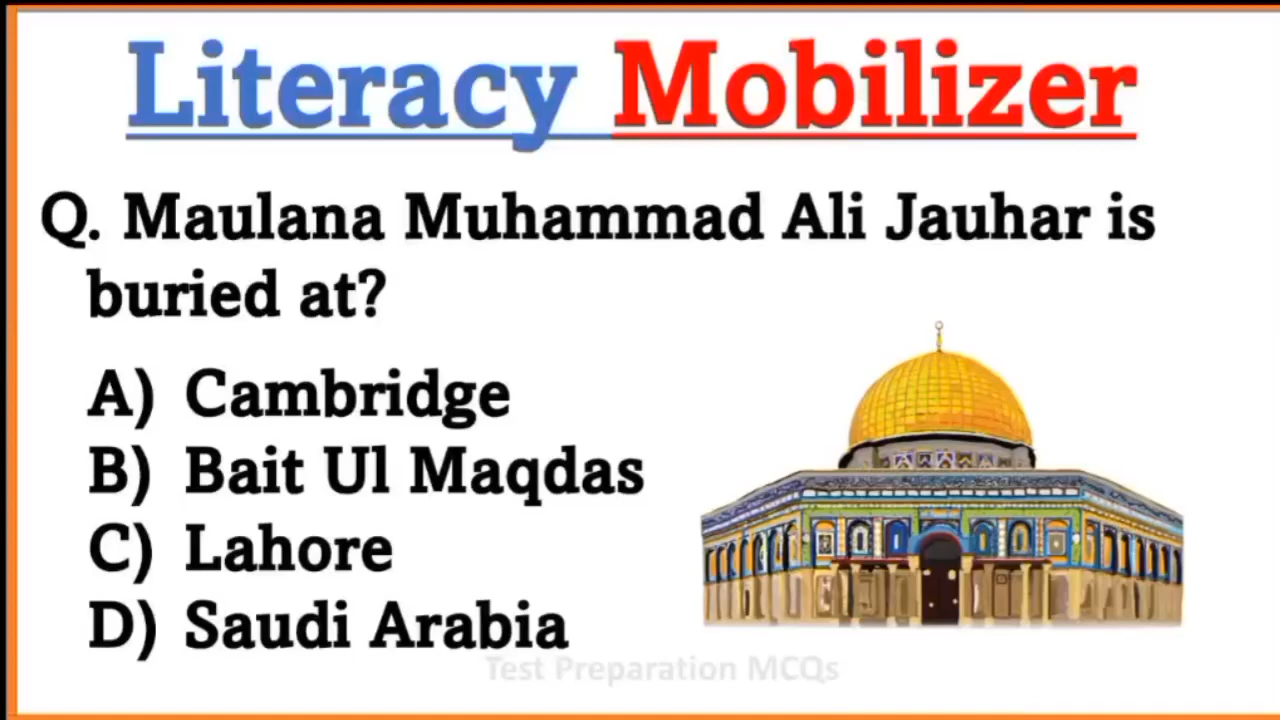 Literacy Mobilizer
Q. Maulana Muhammad Ali Jauhar is
buried at?
A) Cambridge
B) Bait Ul Maqdas
C) Lahore
D) Saudi Arabia
Test Preparation MCQs